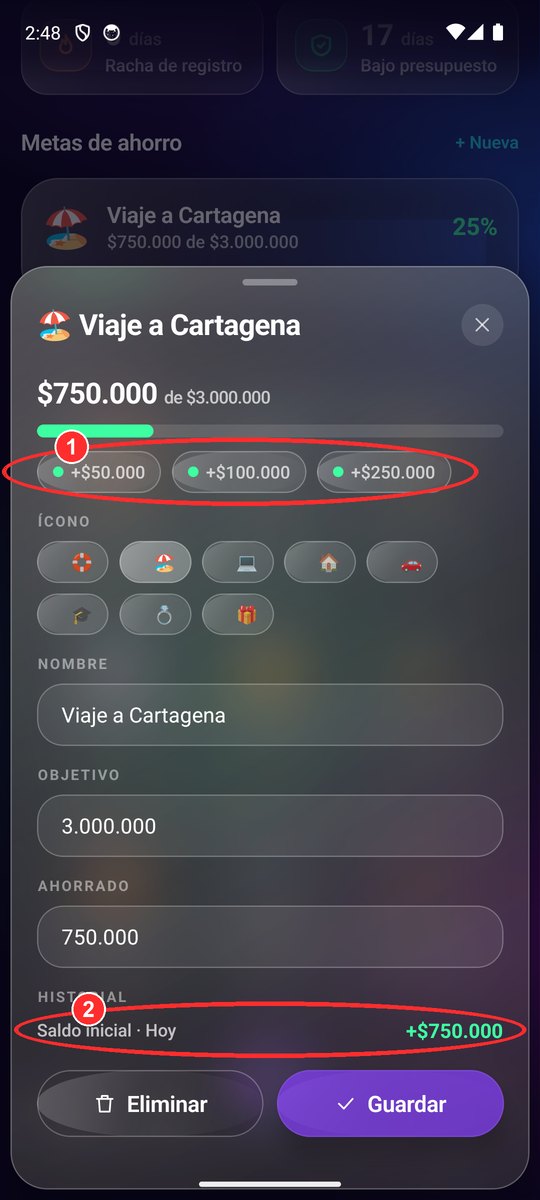 2:48
días
17 días
Racha de registro
Bajo presupuesto
Metas de ahorro
+ Nueva
Viaje a Cartagena
$750.000 de $3.000.000
25%
Viaje a Cartagena
$750.000 de $3.000.000
1
+$50.000
+$100.000
+$250.000
ÍCONO
NOMBRE
Viaje a Cartagena
OBJETIVO
3.000.000
AHORRADO
750.000
HISTORIAL
2
Saldo inicial · Hoy
+$750.000
Eliminar
Guardar